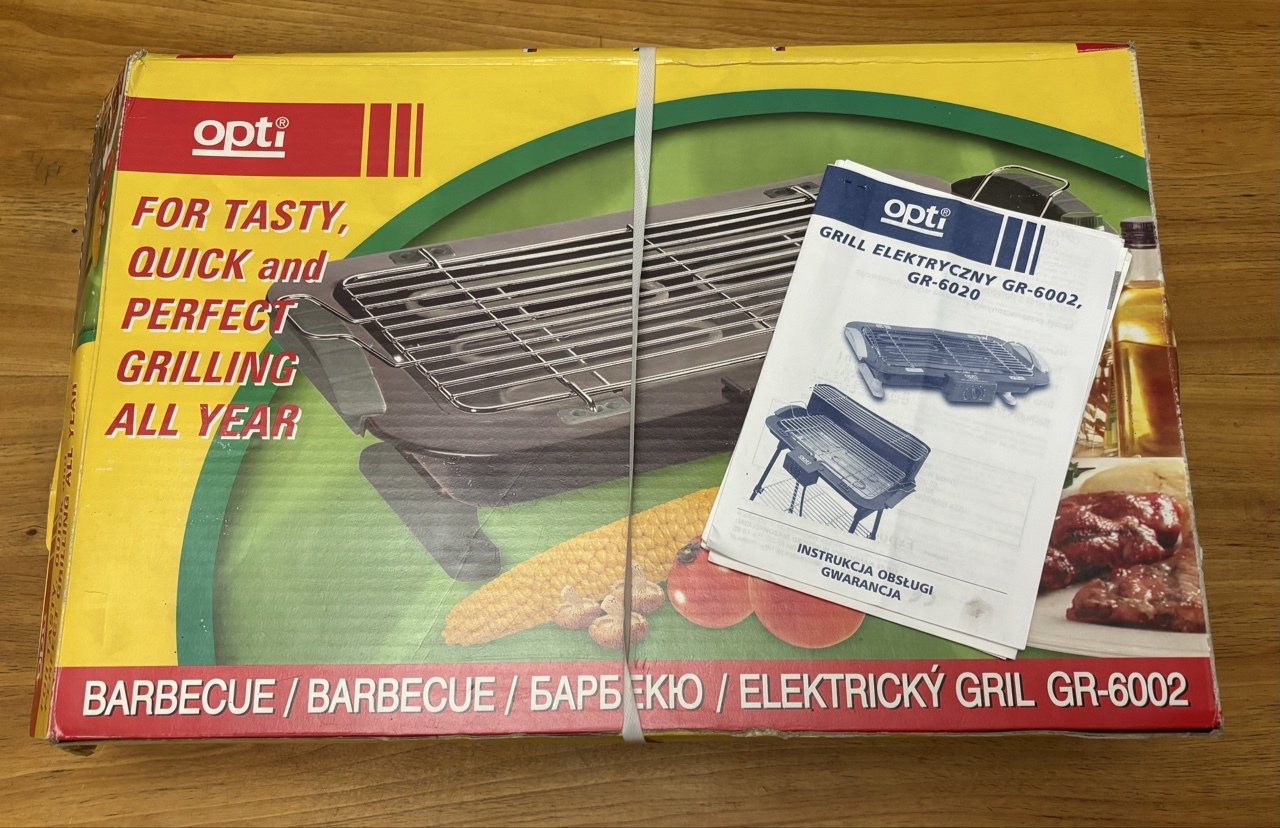 opti®
FOR TASTY,
QUICK and
PERFECT
GRILLING
ALL YEAR
opti®
GRILL ELEKTRYCZNY GR-6002,
GR-6020
INSTRUKCJA OBSŁUGI
GWARANCJA
BARBECUE / BARBECUE / БАРБЕКЮ / ELEKTRICKÝ GRIL GR-6002